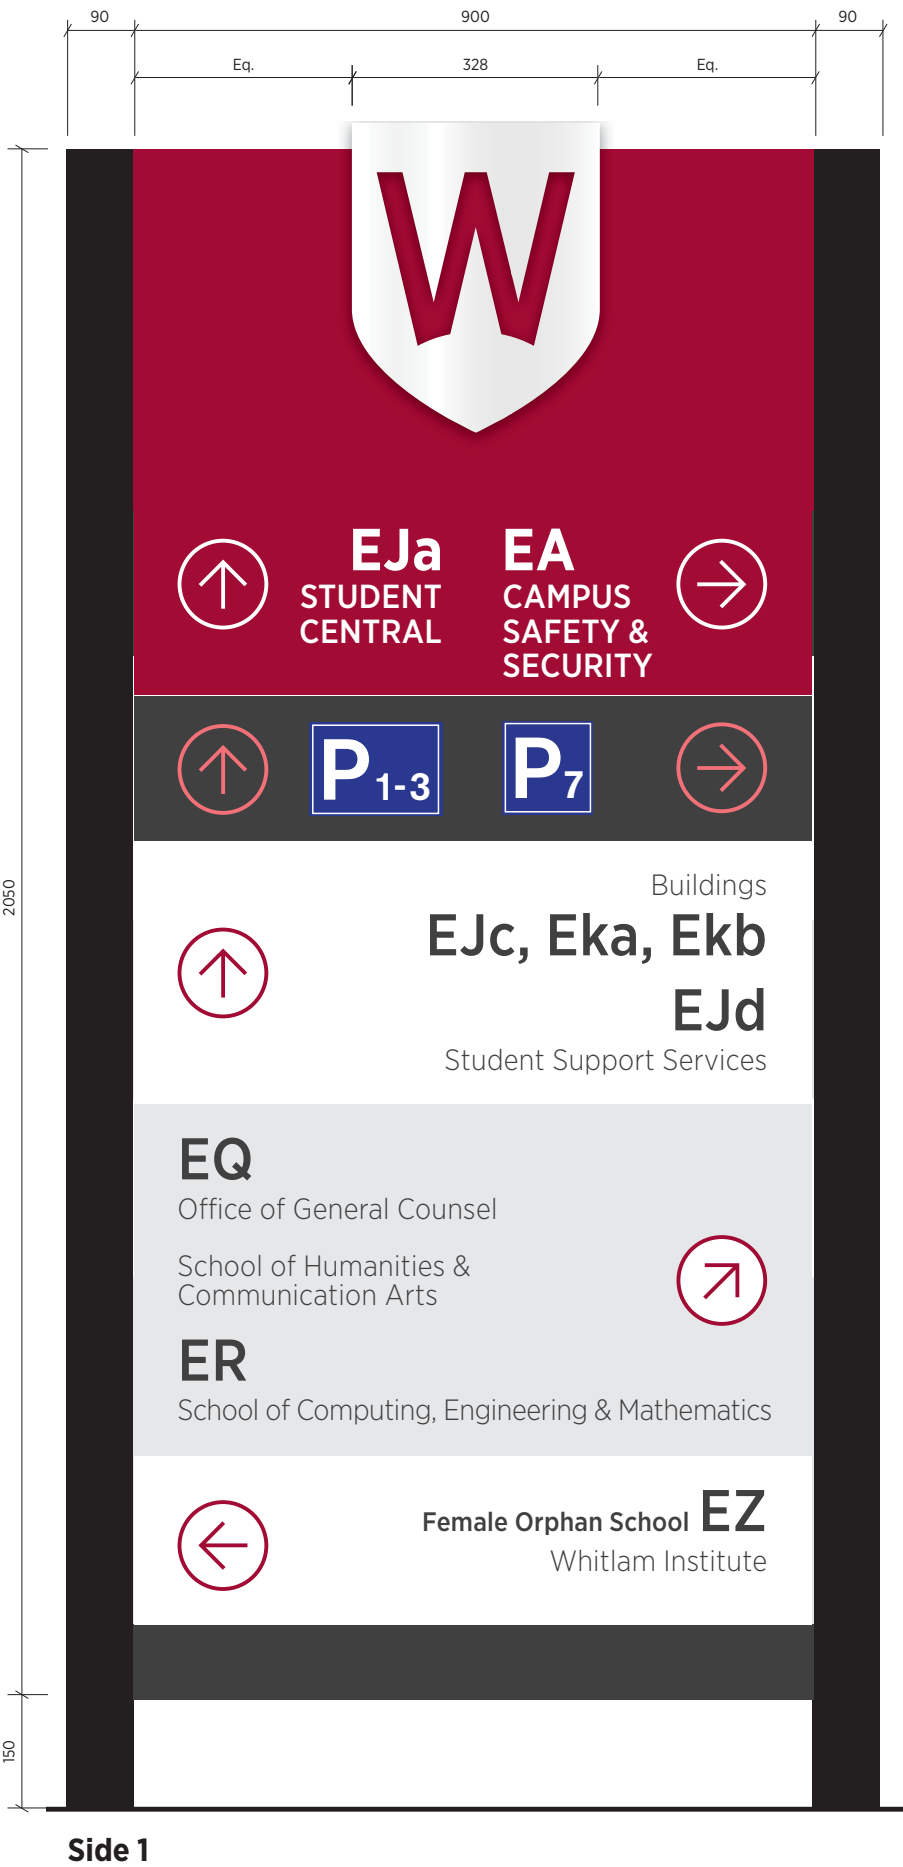 90 900 90
Eq. 328 Eq.
W
EJa
STUDENT
CENTRAL
EA
CAMPUS
SAFETY &
SECURITY
P 1-3
P 7
Buildings
EJc, Eka, Ekb
EJd
Student Support Services
EQ
Office of General Counsel
School of Humanities &
Communication Arts
ER
School of Computing, Engineering & Mathematics
Female Orphan School EZ
Whitlam Institute
2050
150
Side 1